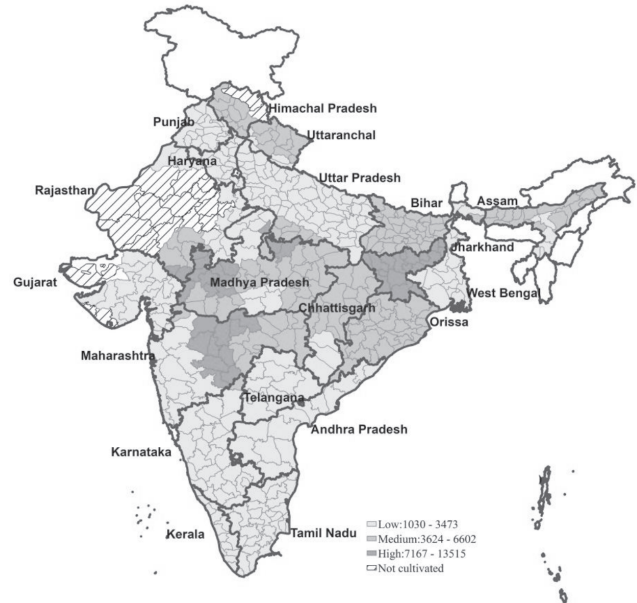 Himachal Pradesh
Punjab
Uttaranchal
Haryana
Uttar Pradesh
Rajasthan
Bihar
Assam
Jharkhand
Gujarat
Madhya Pradesh
West Bengal
Chhattisgarh
Orissa
Maharashtra
Telangana
Andhra Pradesh
Karnataka
Kerala
Tamil Nadu
Low:1030 - 3473
Medium:3624 - 6602
High:7167 - 13515
Not cultivated